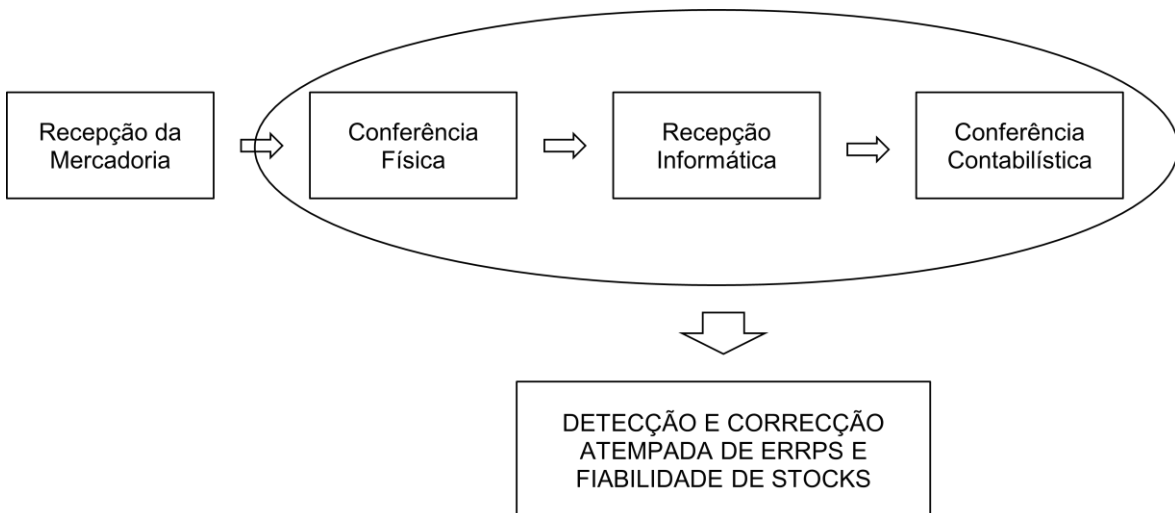 Recepção da
Mercadoria
Conferência
Física
Recepção
Informática
Conferência
Contabilística
DETECÇÃO E CORRECÇÃO
ATEMPADA DE ERRPS E
FIABILIDADE DE STOCKS